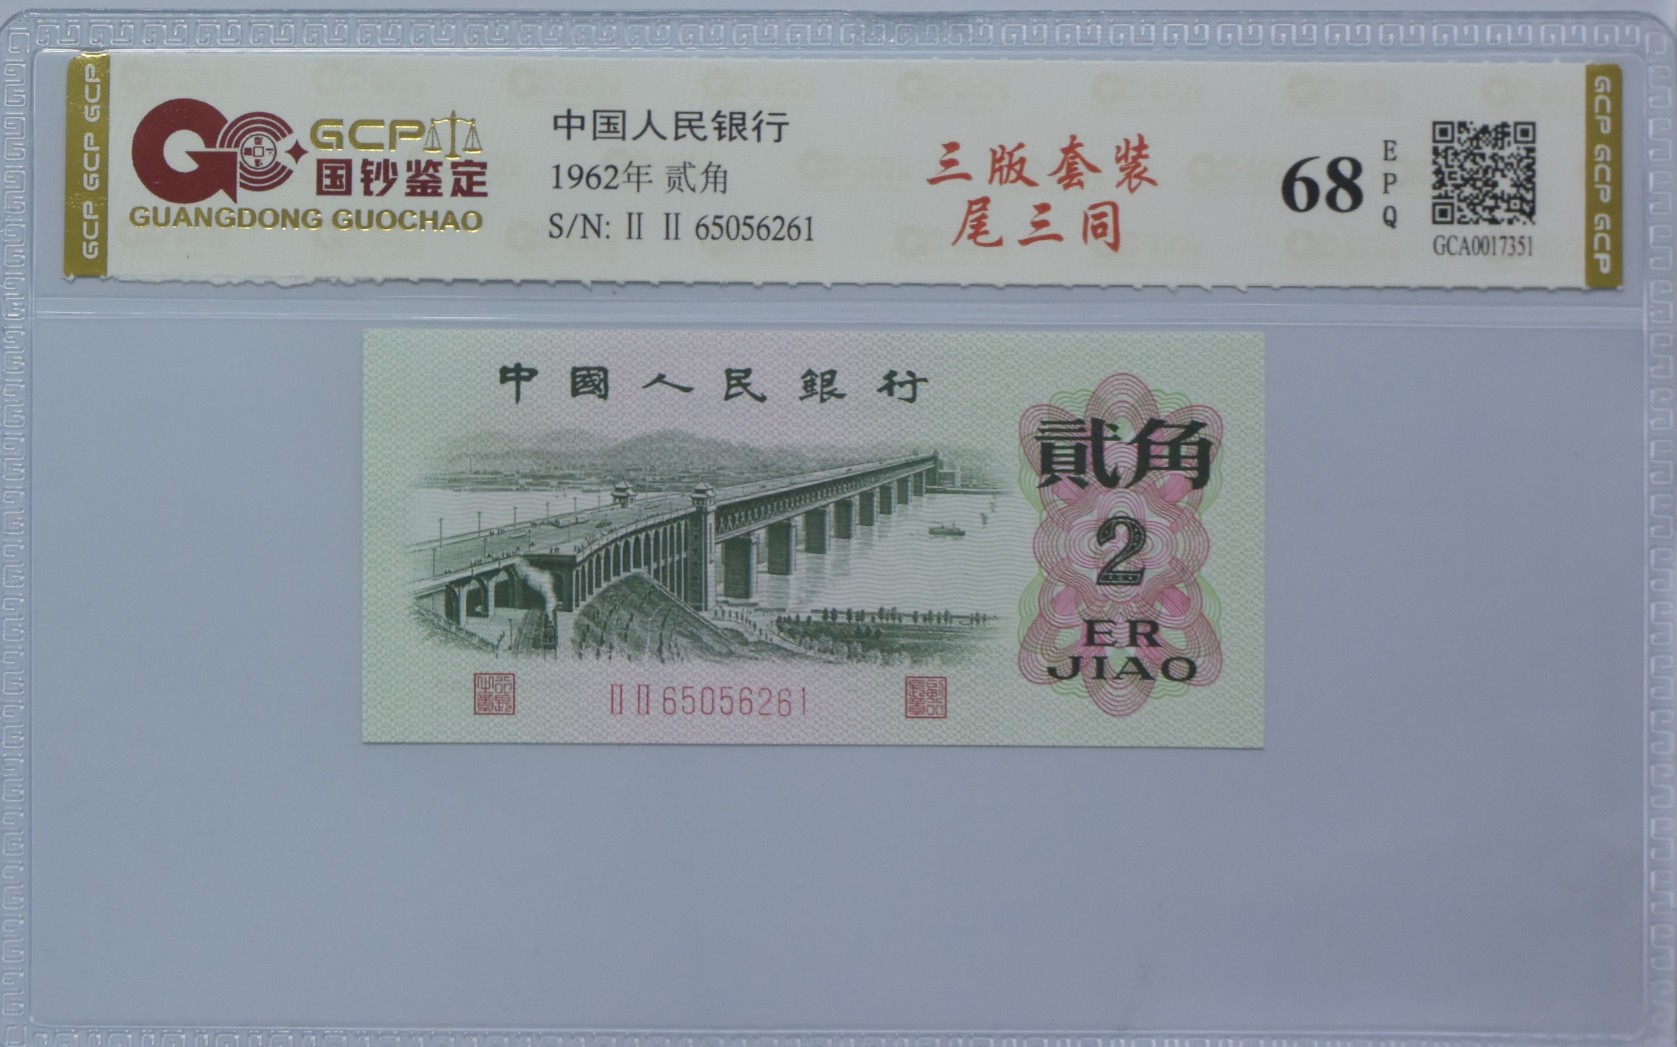 GCP GCP GCP
GCP 国钞鉴定
GUANGDONG GUOCHAO
中国人民银行
1962年 贰角
S/N: II II 65056261
三版套装
尾三同
68
EPQ
GCA0017351
GCP GCP GCP
中國人民銀行
貳角
2
ER
JIAO
II II 65056261